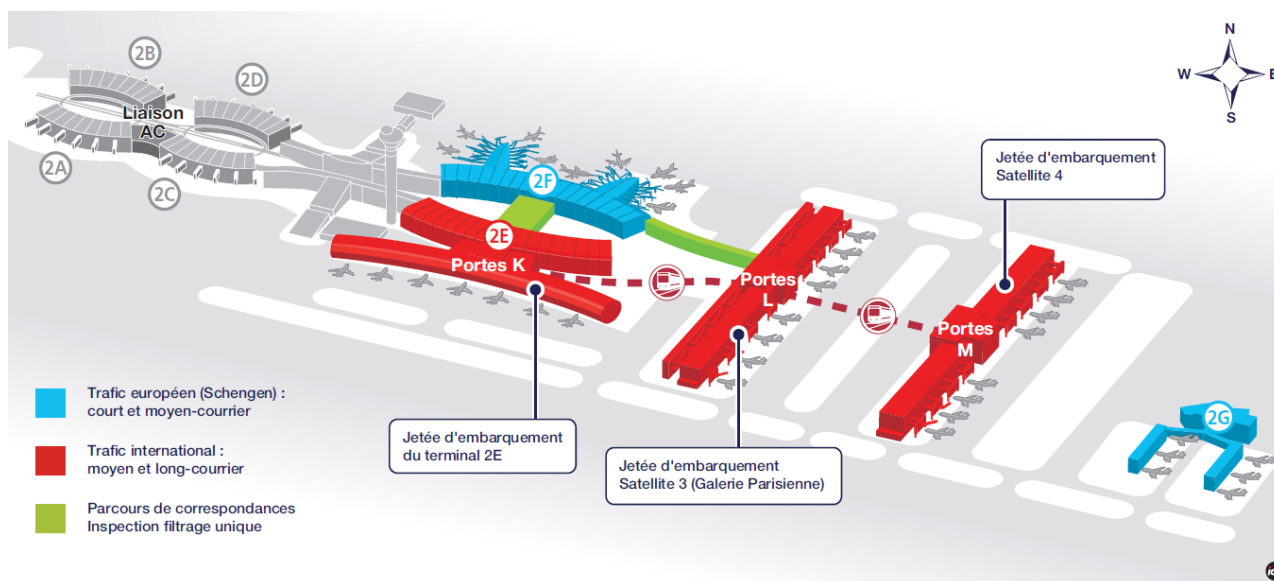 2B
2D
Liaison
AC
2A
2C
N
W
E
S
2F
2E
Portes K
Portes
L
Portes
M
2G
Jetée d'embarquement
Satellite 4
Jetée d'embarquement
du terminal 2E
Jetée d'embarquement
Satellite 3 (Galerie Parisienne)
Trafic européen (Schengen) :
court et moyen-courrier
Trafic international :
moyen et long-courrier
Parcours de correspondances
Inspection filtrage unique